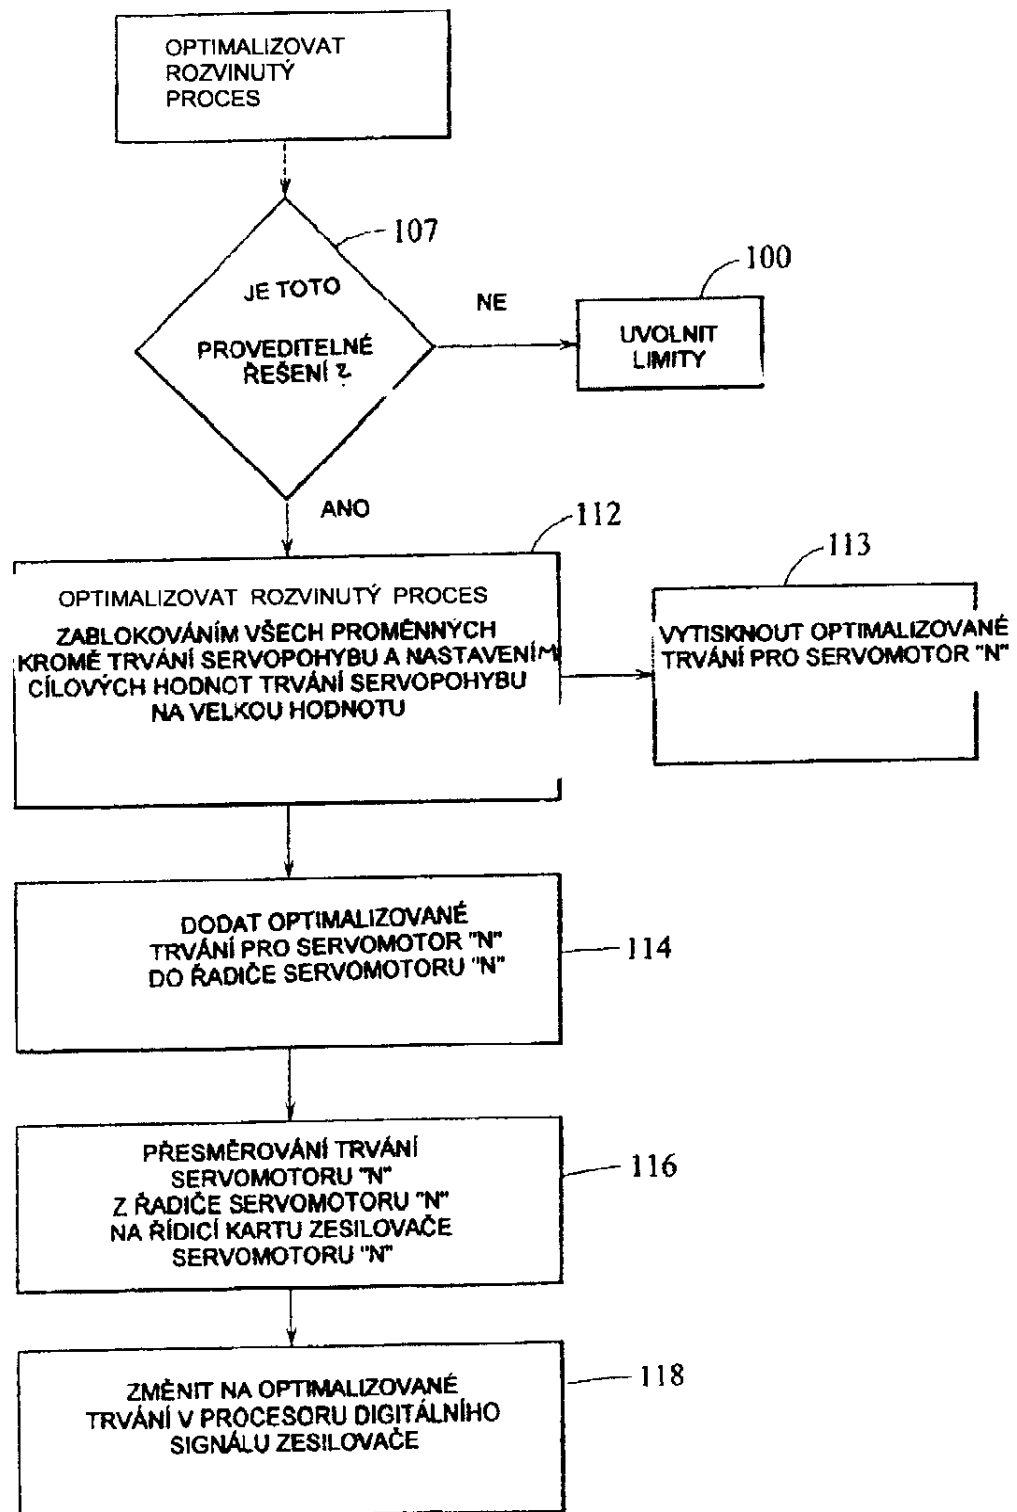 OPTIMALIZOVAT
ROZVINUTÝ
PROCES
107
JE TOTO
PROVEDITELNÉ
ŘEŠENÍ ?
NE
100
UVOLNIT
LIMITY
ANO
112
OPTIMALIZOVAT ROZVINUTÝ PROCES
ZABLOKOVÁNÍM VŠECH PROMĚNNÝCH
KROMĚ TRVÁNÍ SERVOPOHYBU A NASTAVENÍM
CÍLOVÝCH HODNOT TRVÁNÍ SERVOPOHYBU
NA VELKOU HODNOTU
113
VYTISKNOUT OPTIMALIZOVANÉ
TRVÁNÍ PRO SERVOMOTOR "N"
DODAT OPTIMALIZOVANÉ
TRVÁNÍ PRO SERVOMOTOR "N"
DO ŘADIČE SERVOMOTORU "N"
114
PŘESMĚROVÁNÍ TRVÁNÍ
SERVOMOTORU "N"
Z ŘADIČE SERVOMOTORU "N"
NA ŘÍDICÍ KARTU ZESILOVAČE
SERVOMOTORU "N"
116
ZMĚNIT NA OPTIMALIZOVANÉ
TRVÁNÍ V PROCESORU DIGITÁLNÍHO
SIGNÁLU ZESILOVAČE
118